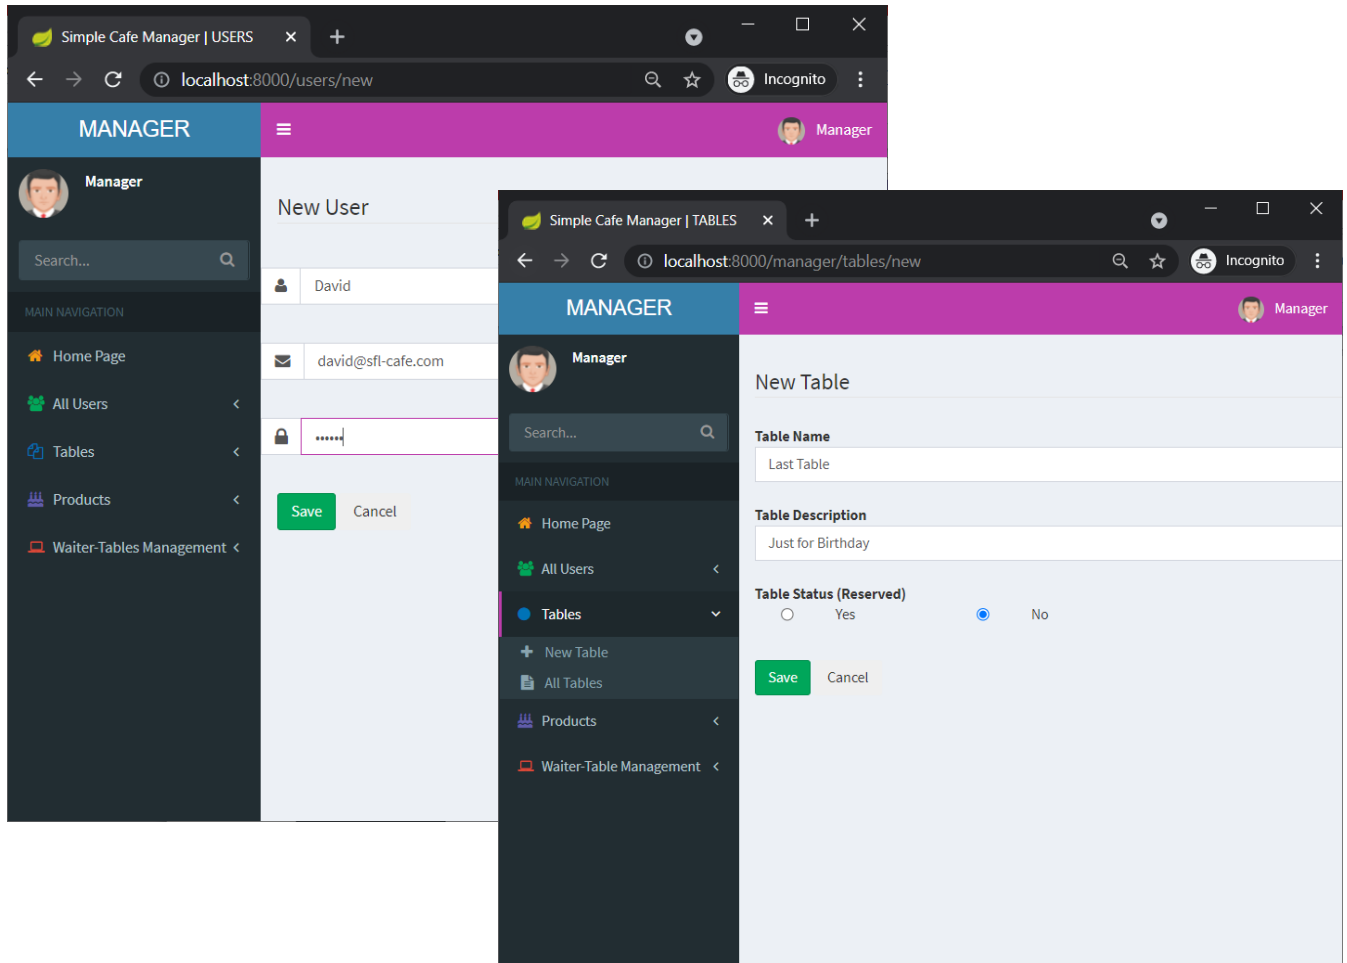 Simple Cafe Manager | USERS
localhost:8000/users/new
Incognito
MANAGER
Manager
Manager
Search...
MAIN NAVIGATION
Home Page
All Users
Tables
Products
Waiter-Tables Management
New User
David
david@sfl-cafe.com
••••••
Save
Cancel
Simple Cafe Manager | TABLES
localhost:8000/manager/tables/new
Incognito
MANAGER
Manager
Manager
Search...
MAIN NAVIGATION
Home Page
All Users
Tables
New Table
All Tables
Products
Waiter-Table Management
New Table
Table Name
Last Table
Table Description
Just for Birthday
Table Status (Reserved)
Yes
No
Save
Cancel